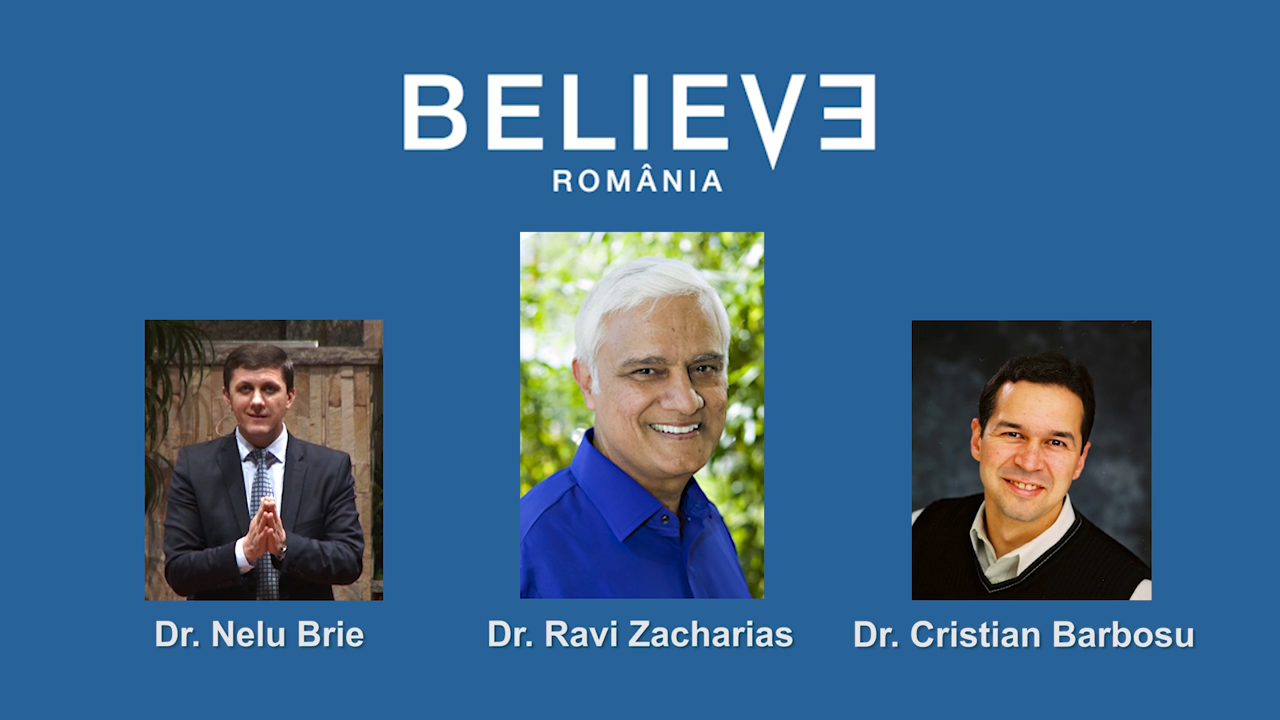 BELIEVE
ROMÂNIA
Dr. Nelu Brie
Dr. Ravi Zacharias
Dr. Cristian Barbosu